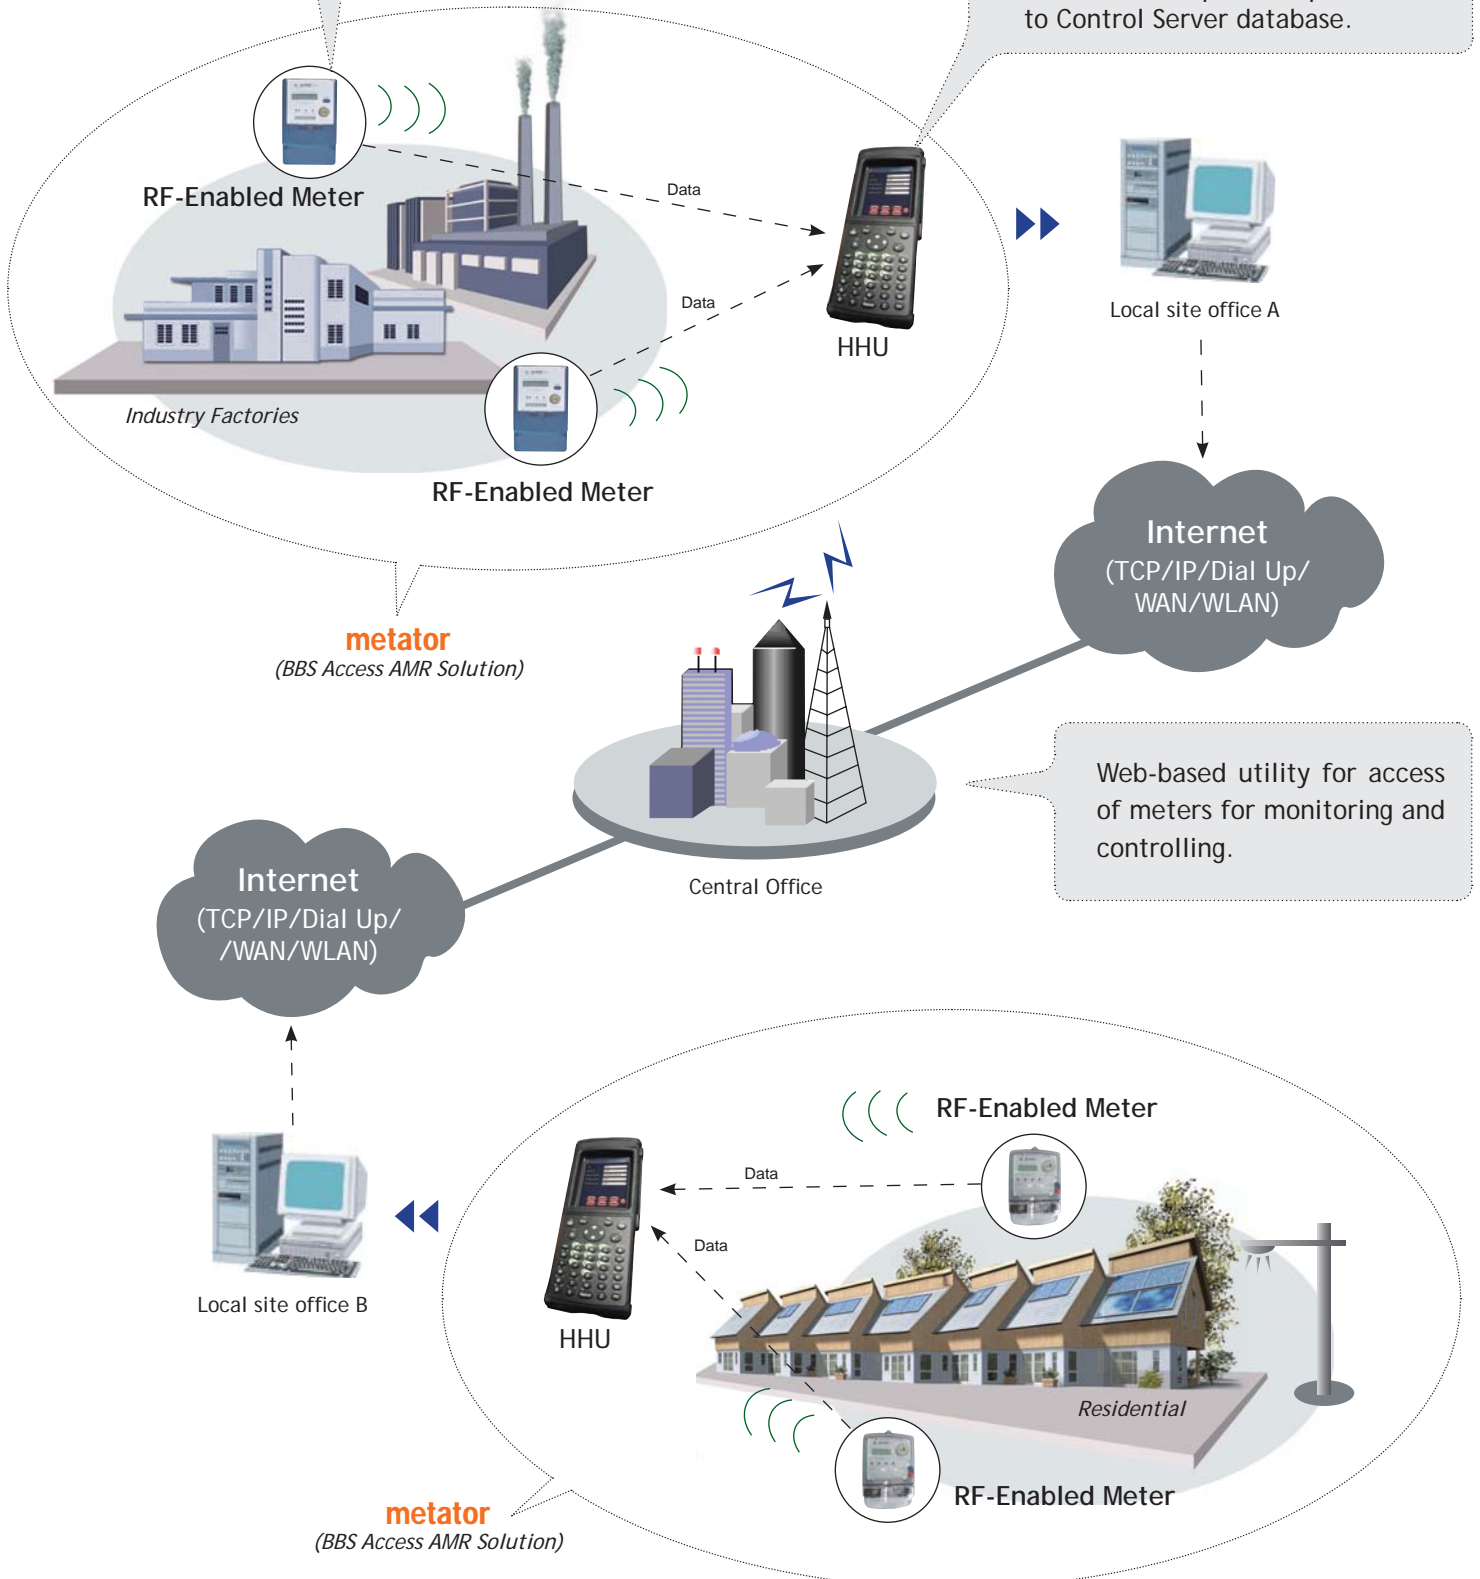 to Control Server database.
RF-Enabled Meter
Data
Data
HHU
Local site office A
Industry Factories
RF-Enabled Meter
Internet
(TCP/IP/Dial Up/
WAN/WLAN)
metator
(BBS Access AMR Solution)
Web-based utility for access
of meters for monitoring and
controlling.
Central Office
Internet
(TCP/IP/Dial Up/
/WAN/WLAN)
RF-Enabled Meter
Data
Data
Local site office B
HHU
Residential
RF-Enabled Meter
metator
(BBS Access AMR Solution)